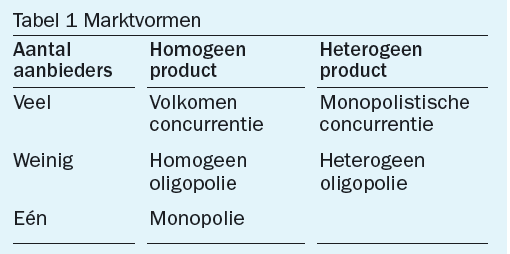 Tabel 1 Marktvormen
Aantal aanbieders
Homogeen product
Heterogeen product
Veel
Volkomen concurrentie
Monopolistische concurrentie
Weinig
Homogeen oligopolie
Heterogeen oligopolie
Eén
Monopolie